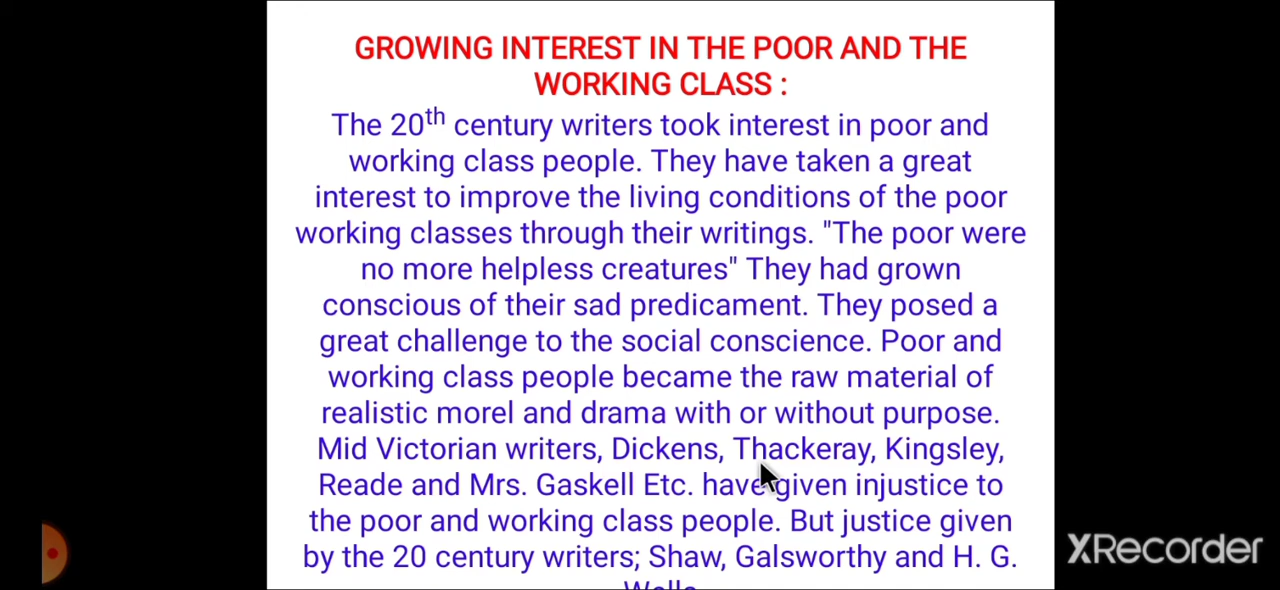 GROWING INTEREST IN THE POOR AND THE
WORKING CLASS :
The 20th century writers took interest in poor and
working class people. They have taken a great
interest to improve the living conditions of the poor
working classes through their writings. "The poor were
no more helpless creatures" They had grown
conscious of their sad predicament. They posed a
great challenge to the social conscience. Poor and
working class people became the raw material of
realistic morel and drama with or without purpose.
Mid Victorian writers, Dickens, Thackeray, Kingsley,
Reade and Mrs. Gaskell Etc. have given injustice to
the poor and working class people. But justice given
by the 20 century writers; Shaw, Galsworthy and H. G.
XRecorder